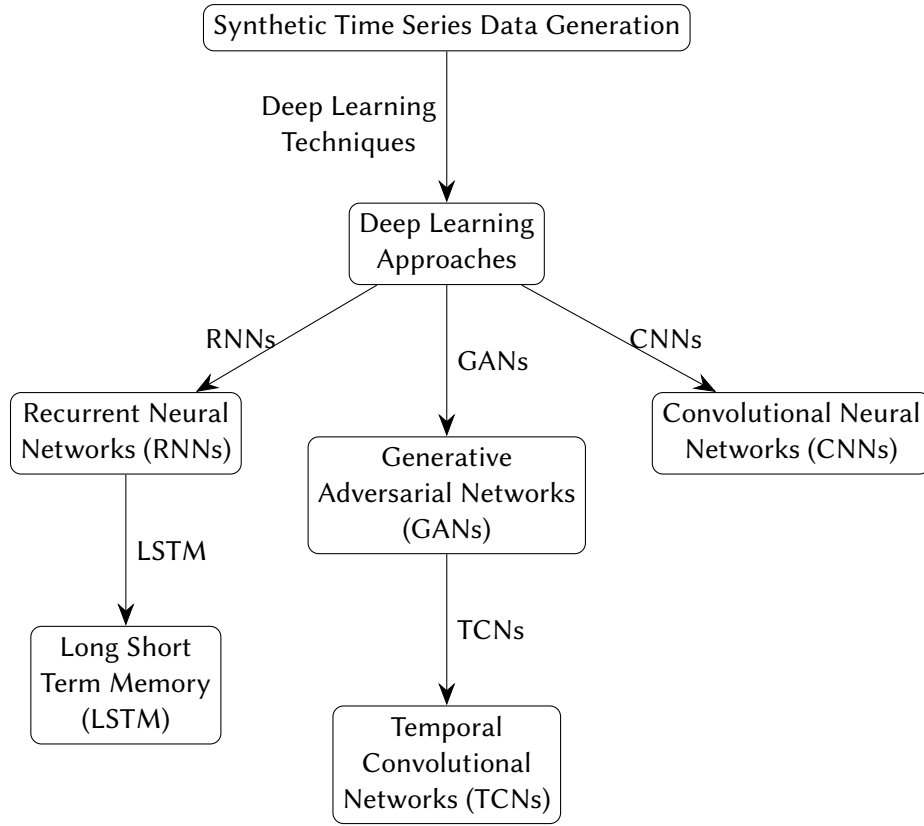 Synthetic Time Series Data Generation
Deep Learning
Techniques
Deep Learning
Approaches
RNNs
GANs
CNNs
Recurrent Neural
Networks (RNNs)
Convolutional Neural
Networks (CNNs)
Generative
Adversarial Networks
(GANs)
LSTM
TCNs
Long Short
Term Memory
(LSTM)
Temporal
Convolutional
Networks (TCNs)